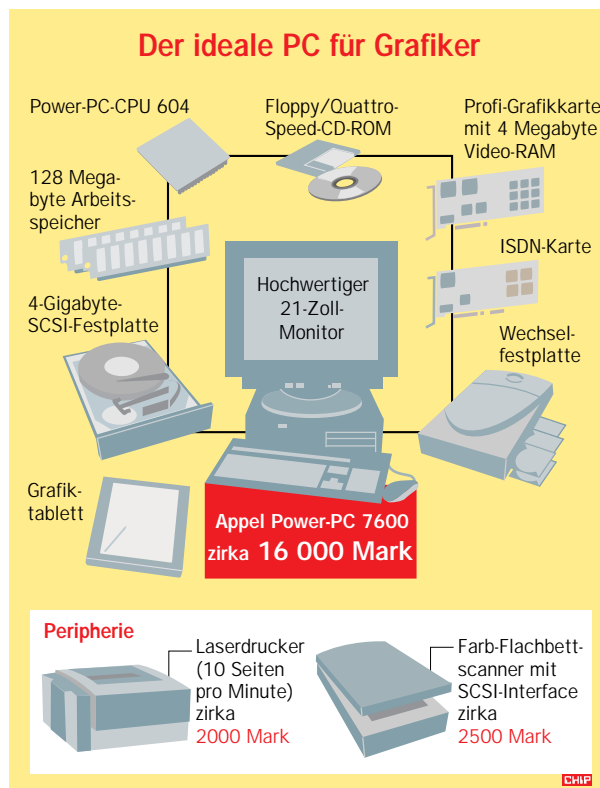 Der ideale PC für Grafiker
Power-PC-CPU 604
Floppy/Quattro-
Speed-CD-ROM
Profi-Grafikkarte
mit 4 Megabyte
Video-RAM
128 Mega-
byte Arbeits-
speicher
ISDN-Karte
Hochwertiger
21-Zoll-
Monitor
4-Gigabyte-
SCSI-Festplatte
Wechsel-
festplatte
Grafik-
tablett
Appel Power-PC 7600
zirka 16 000 Mark
Peripherie
Laserdrucker
(10 Seiten
pro Minute)
zirka
2000 Mark
Farb-Flachbett-
scanner mit
SCSI-Interface
zirka
2500 Mark
CHIP